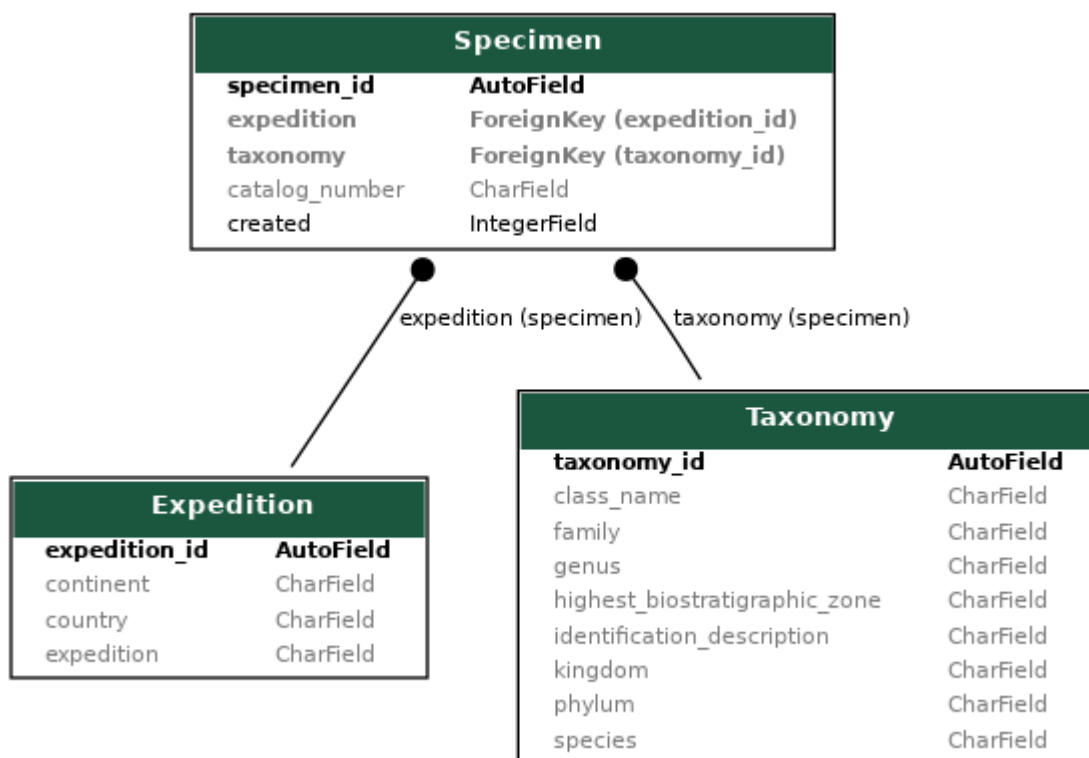 Specimen
specimen_id AutoField
expedition ForeignKey (expedition_id)
taxonomy ForeignKey (taxonomy_id)
catalog_number CharField
created IntegerField
expedition (specimen)
taxonomy (specimen)
Expedition
expedition_id AutoField
continent CharField
country CharField
expedition CharField
Taxonomy
taxonomy_id AutoField
class_name CharField
family CharField
genus CharField
highest_biostratigraphic_zone CharField
identification_description CharField
kingdom CharField
phylum CharField
species CharField